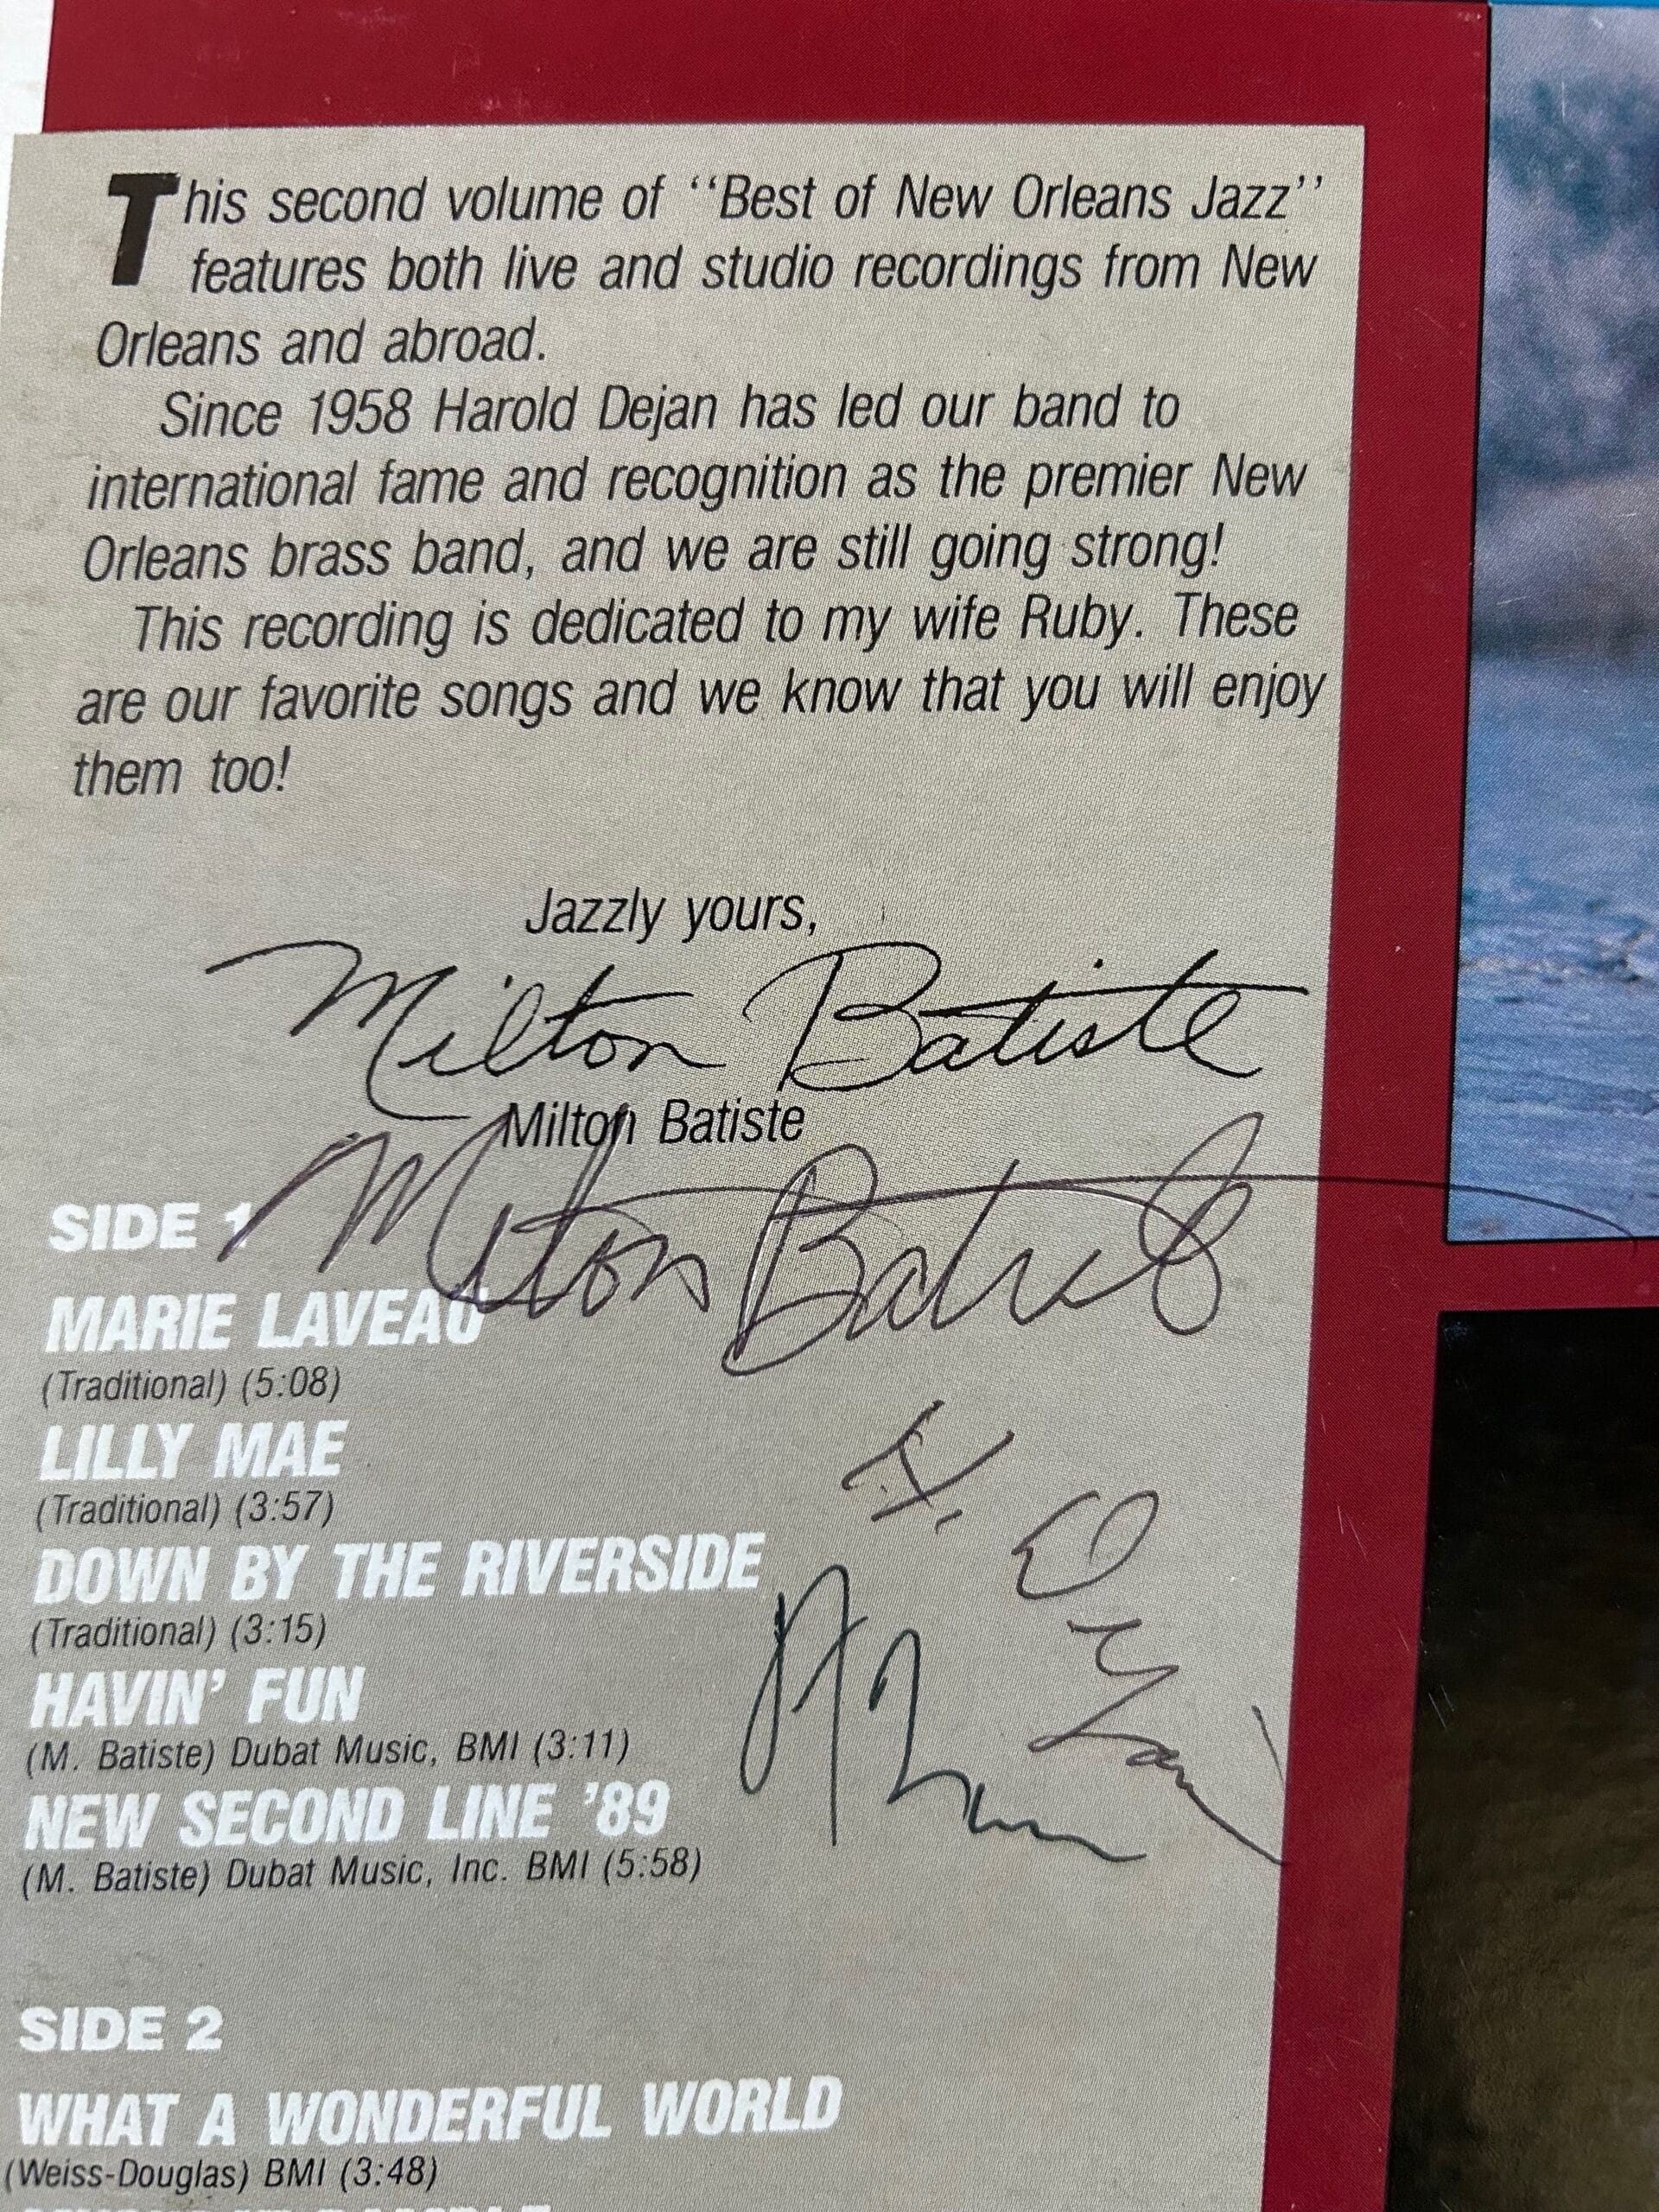 This second volume of ‘‘Best of New Orleans Jazz’’
features both live and studio recordings from New
Orleans and abroad.
Since 1958 Harold Dejan has led our band to
international fame and recognition as the premier New
Orleans brass band, and we are still going strong!
This recording is dedicated to my wife Ruby. These
are our favorite songs and we know that you will enjoy
them too!
Jazzly yours,
Milton Batiste
Milton Batiste
Milton Batiste
SIDE 1
MARIE LAVEAU
(Traditional) (5:08)
LILLY MAE
(Traditional) (3:57)
DOWN BY THE RIVERSIDE
(Traditional) (3:15)
HAVIN’ FUN
(M. Batiste) Dubat Music, BMI (3:11)
NEW SECOND LINE ’89
(M. Batiste) Dubat Music, Inc. BMI (5:58)
SIDE 2
WHAT A WONDERFUL WORLD
(Weiss-Douglas) BMI (3:48)